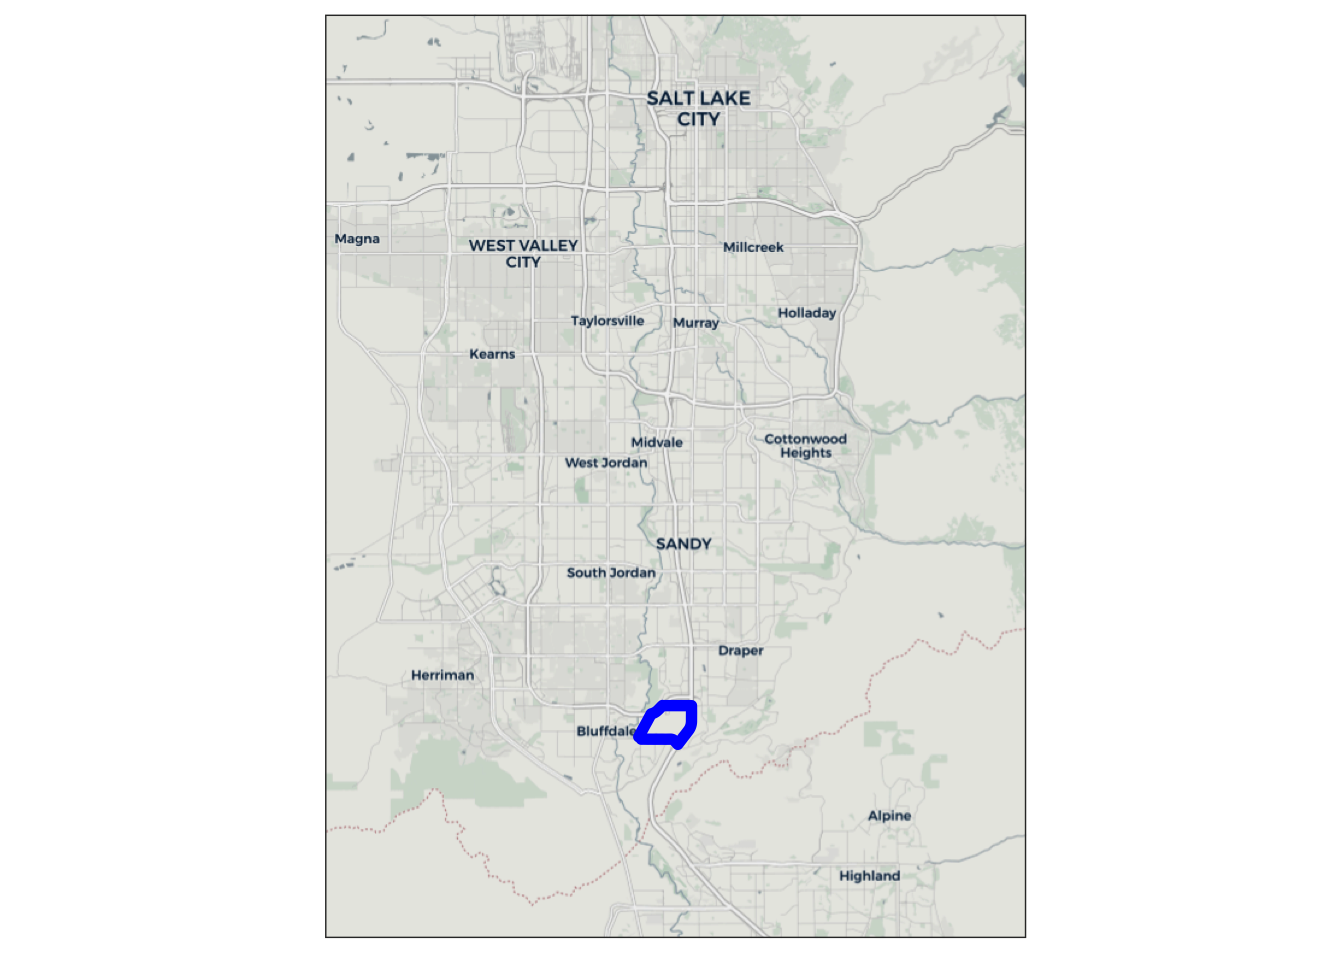 SALT LAKE
CITY
Magna
WEST VALLEY
CITY
Millcreek
Taylorsville
Murray
Holladay
Kearns
Midvale
Cottonwood
Heights
West Jordan
SANDY
South Jordan
Draper
Herriman
Bluffdale
Alpine
Highland